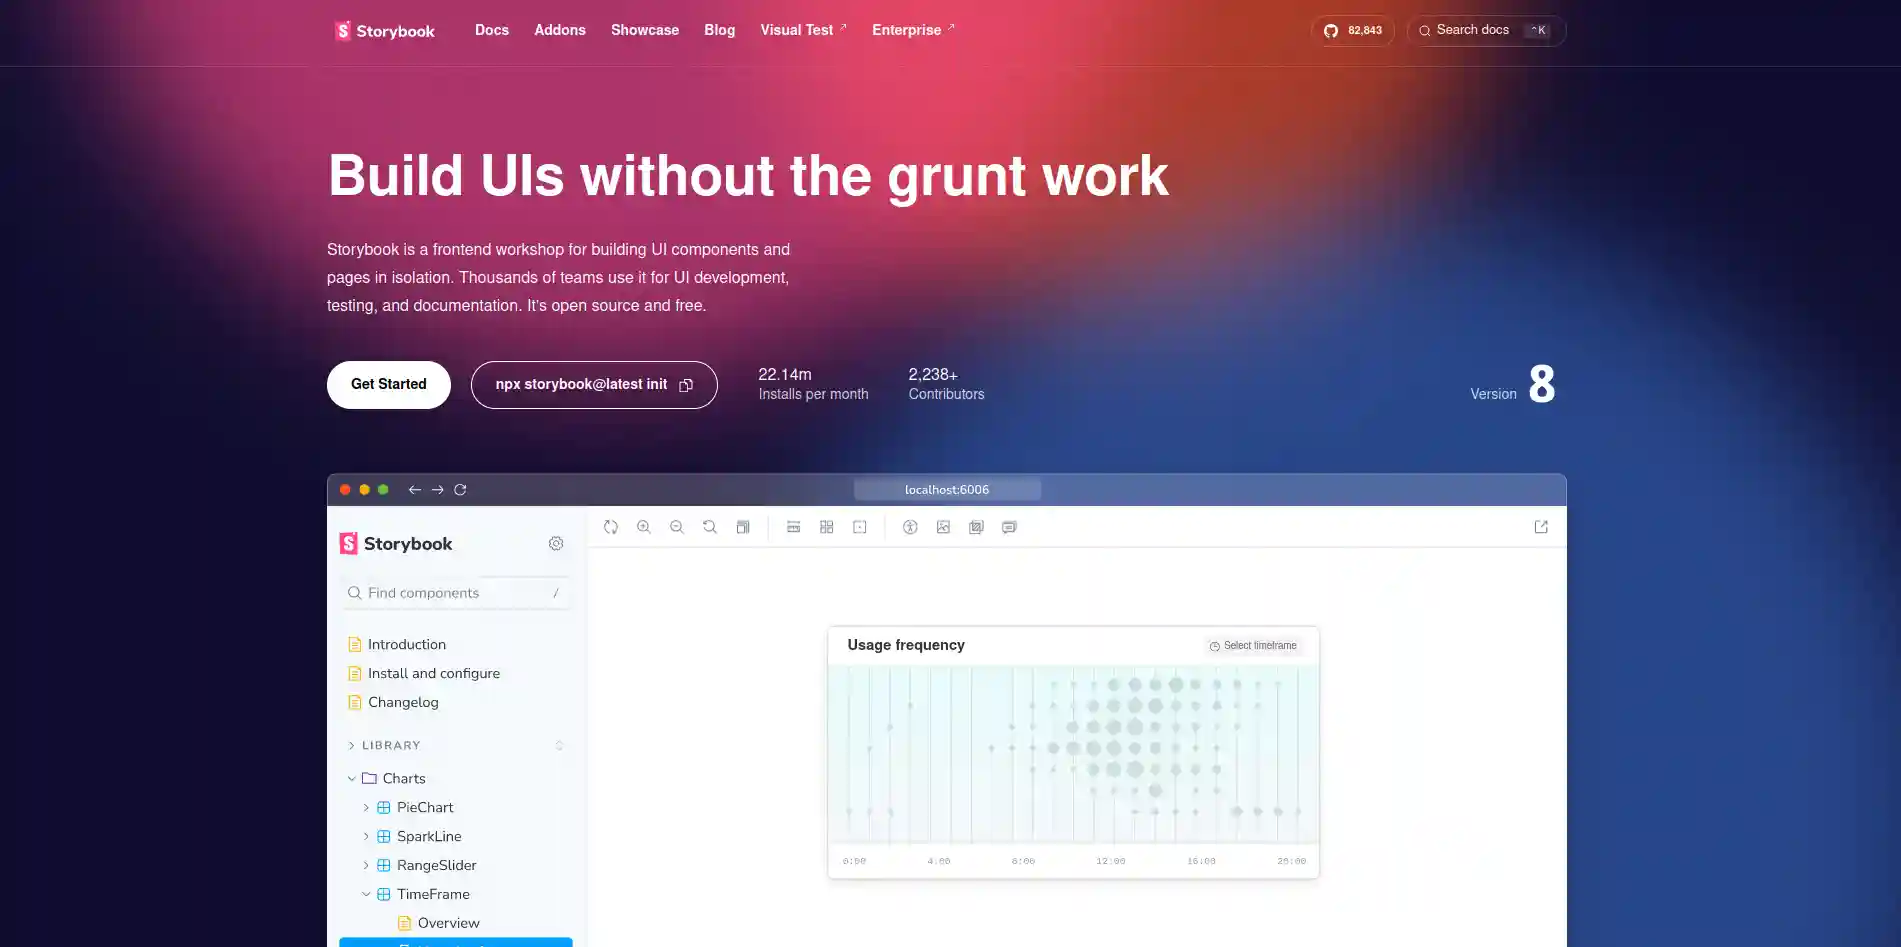 Storybook
Docs
Addons
Showcase
Blog
Visual Test
Enterprise
82,843
Search docs
⌃K
Build UIs without the grunt work
Storybook is a frontend workshop for building UI components and
pages in isolation. Thousands of teams use it for UI development,
testing, and documentation. It's open source and free.
Get Started
npx storybook@latest init
22.14m
Installs per month
2,238+
Contributors
Version 8
localhost:6006
Storybook
Find components
/
Introduction
Install and configure
Changelog
LIBRARY
Charts
PieChart
SparkLine
RangeSlider
TimeFrame
Overview
Usage frequency
Select timeframe
4:00
12:00
16:00
20:00